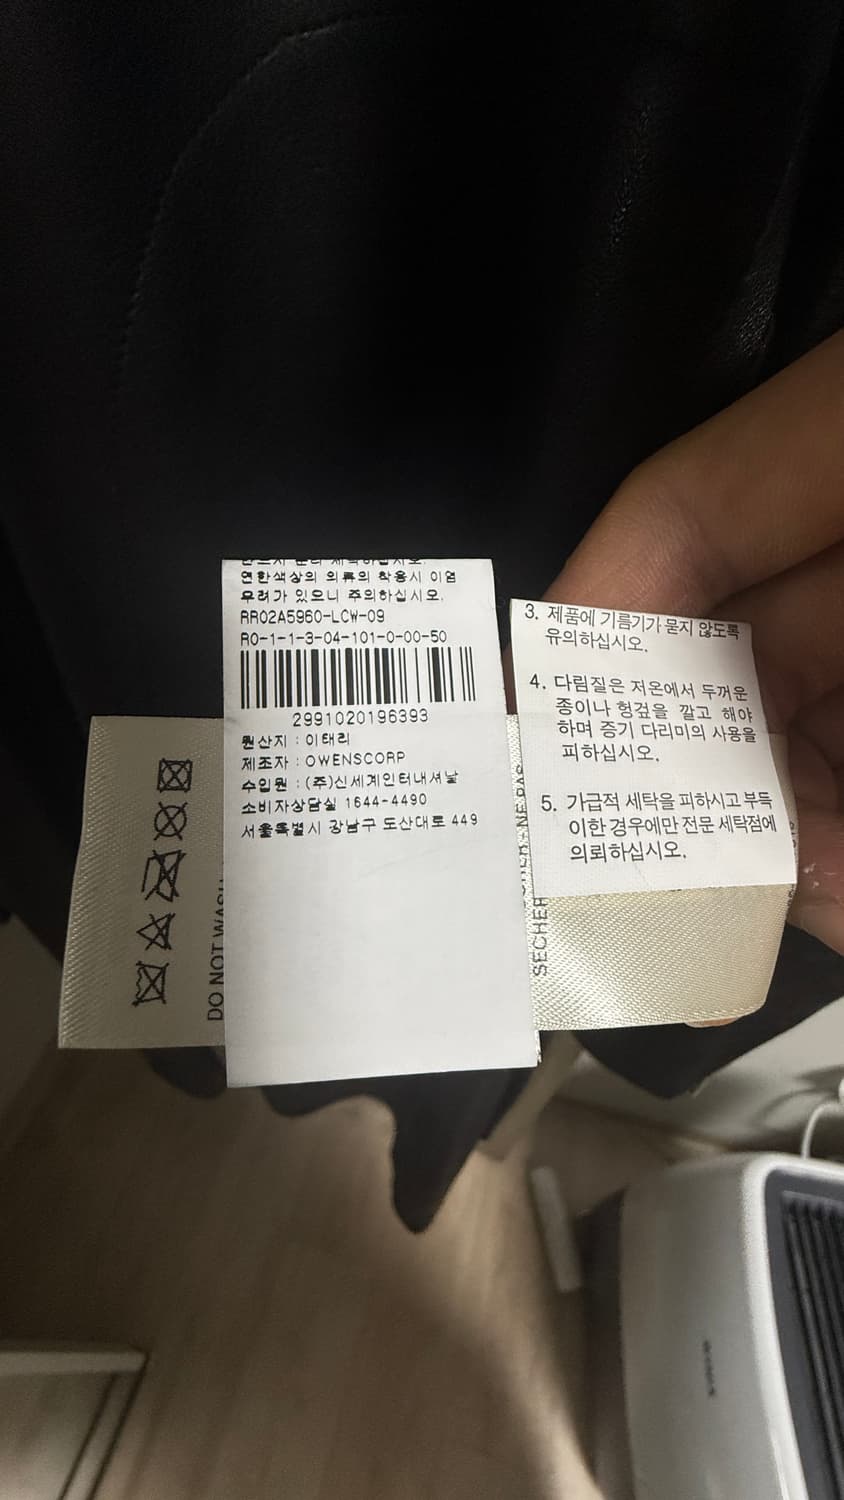 연한색상의 의류의 착용시 이염
우려가 있으니 주의하십시오.
RR02A5960-LCW-09
RO-1-1-3-04-101-0-00-50
2991020196393
원산지 : 이태리
제조자 : OWENSCORP
수입원 : (주)신세계인터내셔날
소비자상담실 1644-4490
서울특별시 강남구 도산대로 449
3. 제품에 기름기가 묻지 않도록
유의하십시오.
4. 다림질은 저온에서 두꺼운
종이나 헝겊을 깔고 해야
하며 증기 다리미의 사용을
피하십시오.
5. 가급적 세탁을 피하시고 부득
이한 경우에만 전문 세탁점에
의뢰하십시오.
DO NOT WASH
SECHER